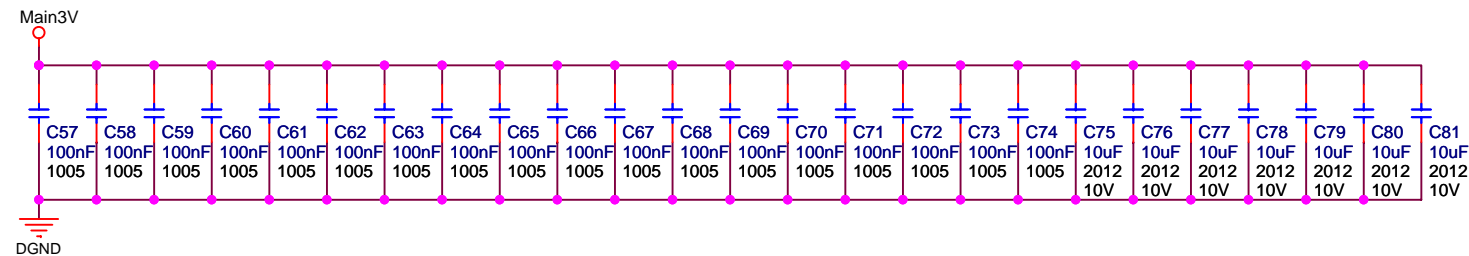 Main3V
C57 C58 C59 C60 C61 C62 C63 C64 C65 C66 C67 C68 C69 C70 C71 C72 C73 C74 C75 C76 C77 C78 C79 C80 C81
100nF 100nF 100nF 100nF 100nF 100nF 100nF 100nF 100nF 100nF 100nF 100nF 100nF 100nF 100nF 100nF 100nF 100nF 10uF 10uF 10uF 10uF 10uF 10uF 10uF
1005 1005 1005 1005 1005 1005 1005 1005 1005 1005 1005 1005 1005 1005 1005 1005 1005 1005 2012 2012 2012 2012 2012 2012 2012
10V 10V 10V 10V 10V 10V 10V
DGND